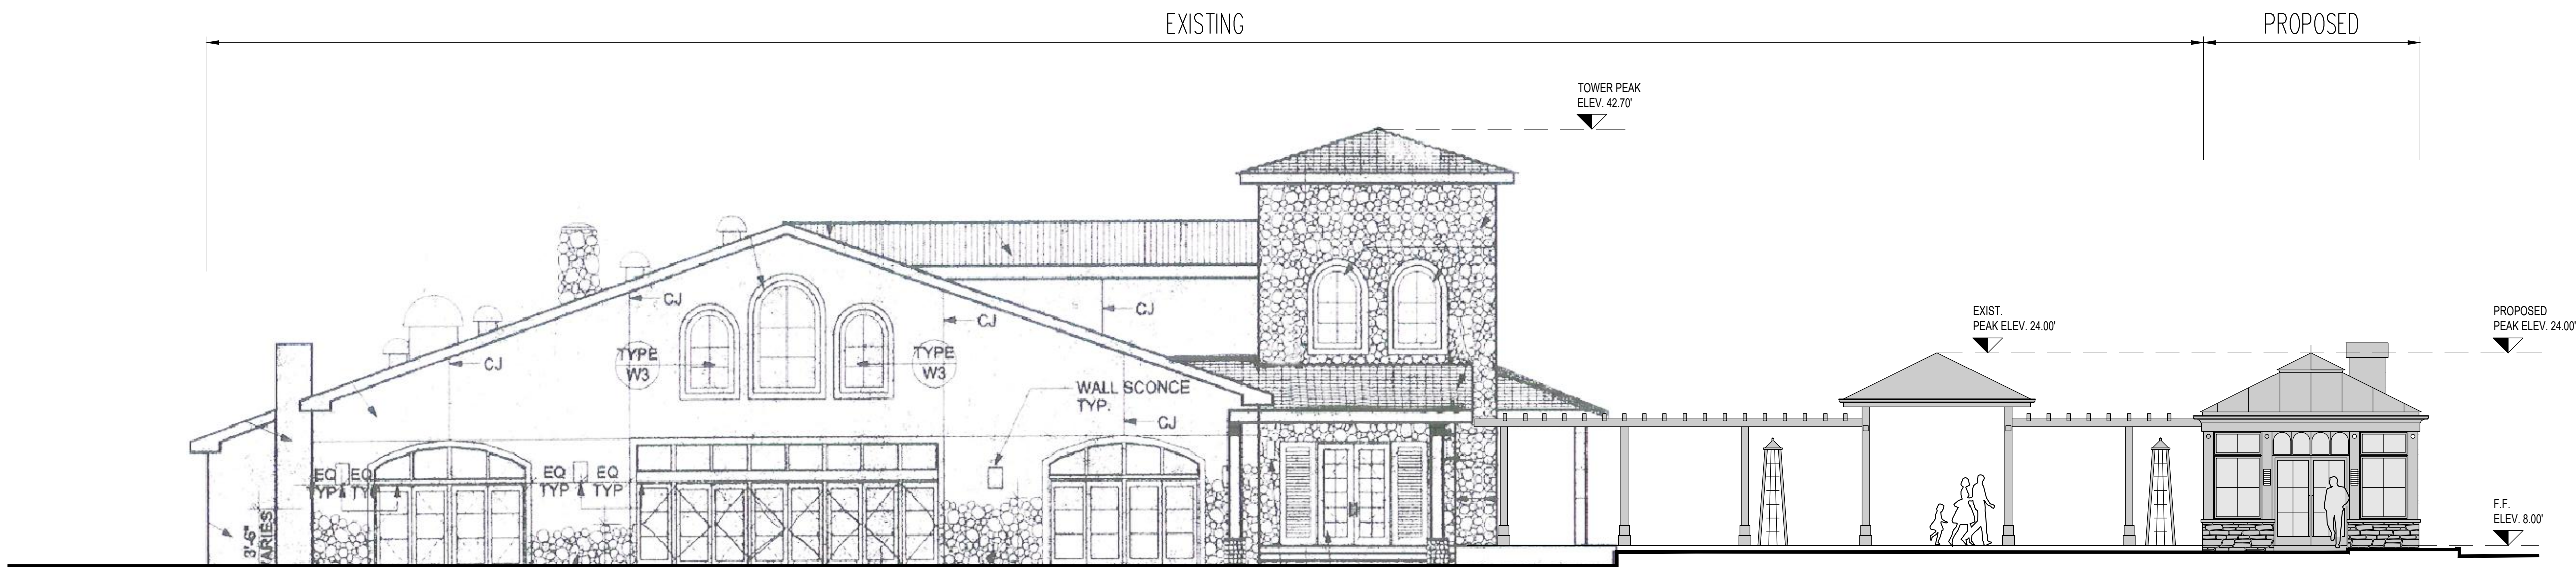 EXISTING
PROPOSED
TOWER PEAK
ELEV. 42.70'
EXIST.
PEAK ELEV. 24.00'
PROPOSED
PEAK ELEV. 24.00'
CJ
CJ
CJ
CJ
CJ
TYPE
W3
TYPE
W3
WALL SCONCE
TYP.
EQ EQ
TYP TY
EQ EQ
TYP TYP
3'-6"
VARIES
F.F.
ELEV. 8.00'